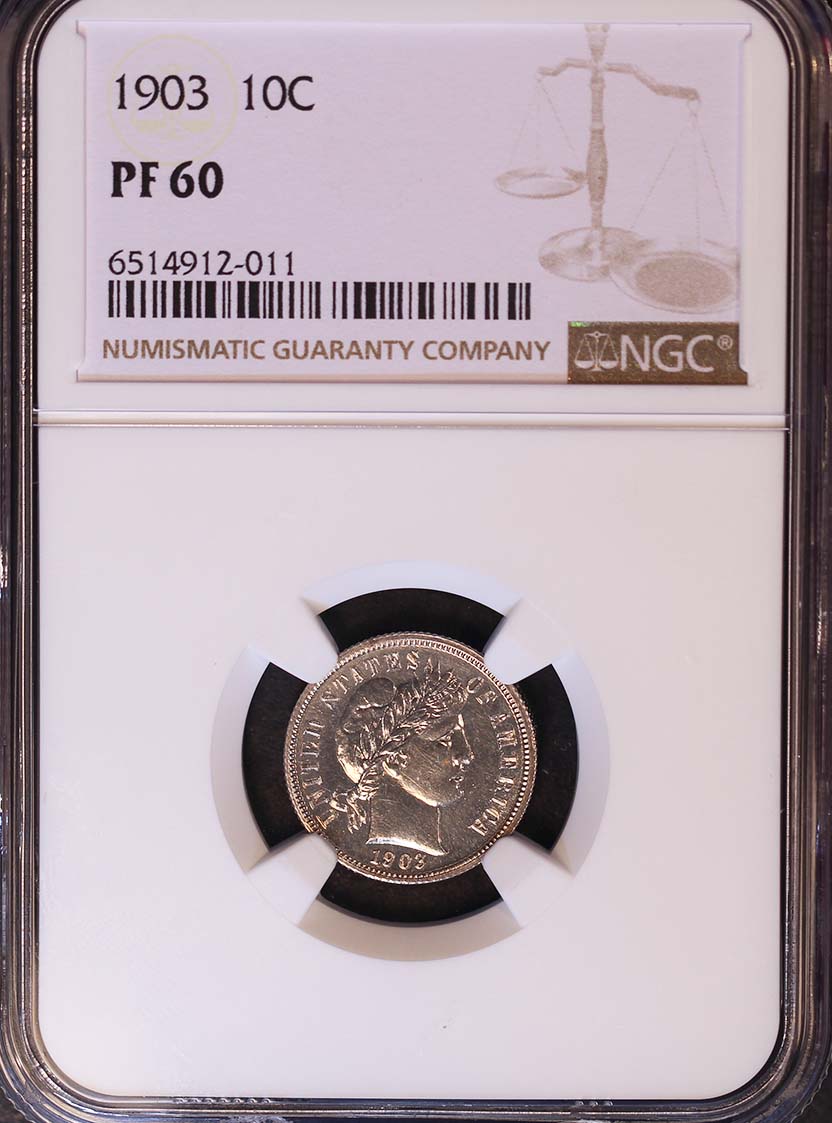 1903 10C
PF 60
6514912-011
NUMISMATIC GUARANTY COMPANY
NGC®
UNITED STATES OF AMERICA
1903